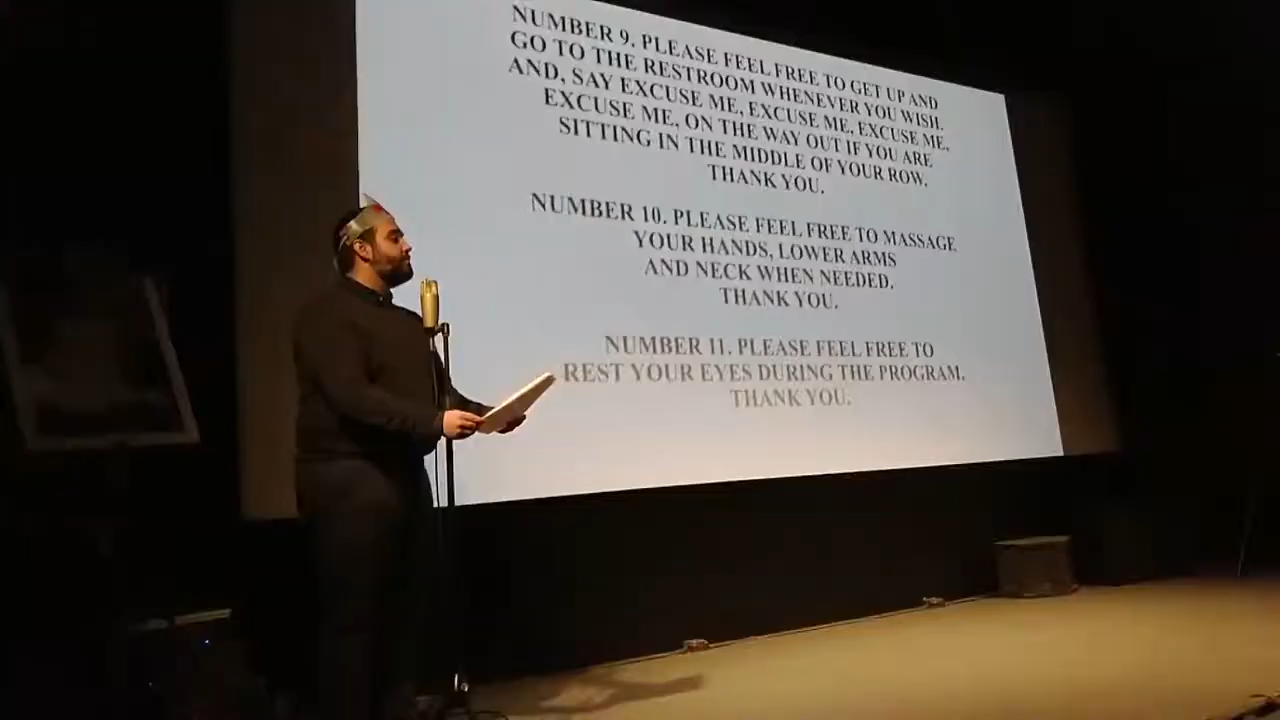 NUMBER 9. PLEASE FEEL FREE TO GET UP AND
GO TO THE RESTROOM WHENEVER YOU WISH.
AND, SAY EXCUSE ME, EXCUSE ME, EXCUSE ME,
EXCUSE ME, ON THE WAY OUT IF YOU ARE
SITTING IN THE MIDDLE OF YOUR ROW.
THANK YOU.
NUMBER 10. PLEASE FEEL FREE TO MASSAGE
YOUR HANDS, LOWER ARMS
AND NECK WHEN NEEDED.
THANK YOU.
NUMBER 11. PLEASE FEEL FREE TO
REST YOUR EYES DURING THE PROGRAM.
THANK YOU.